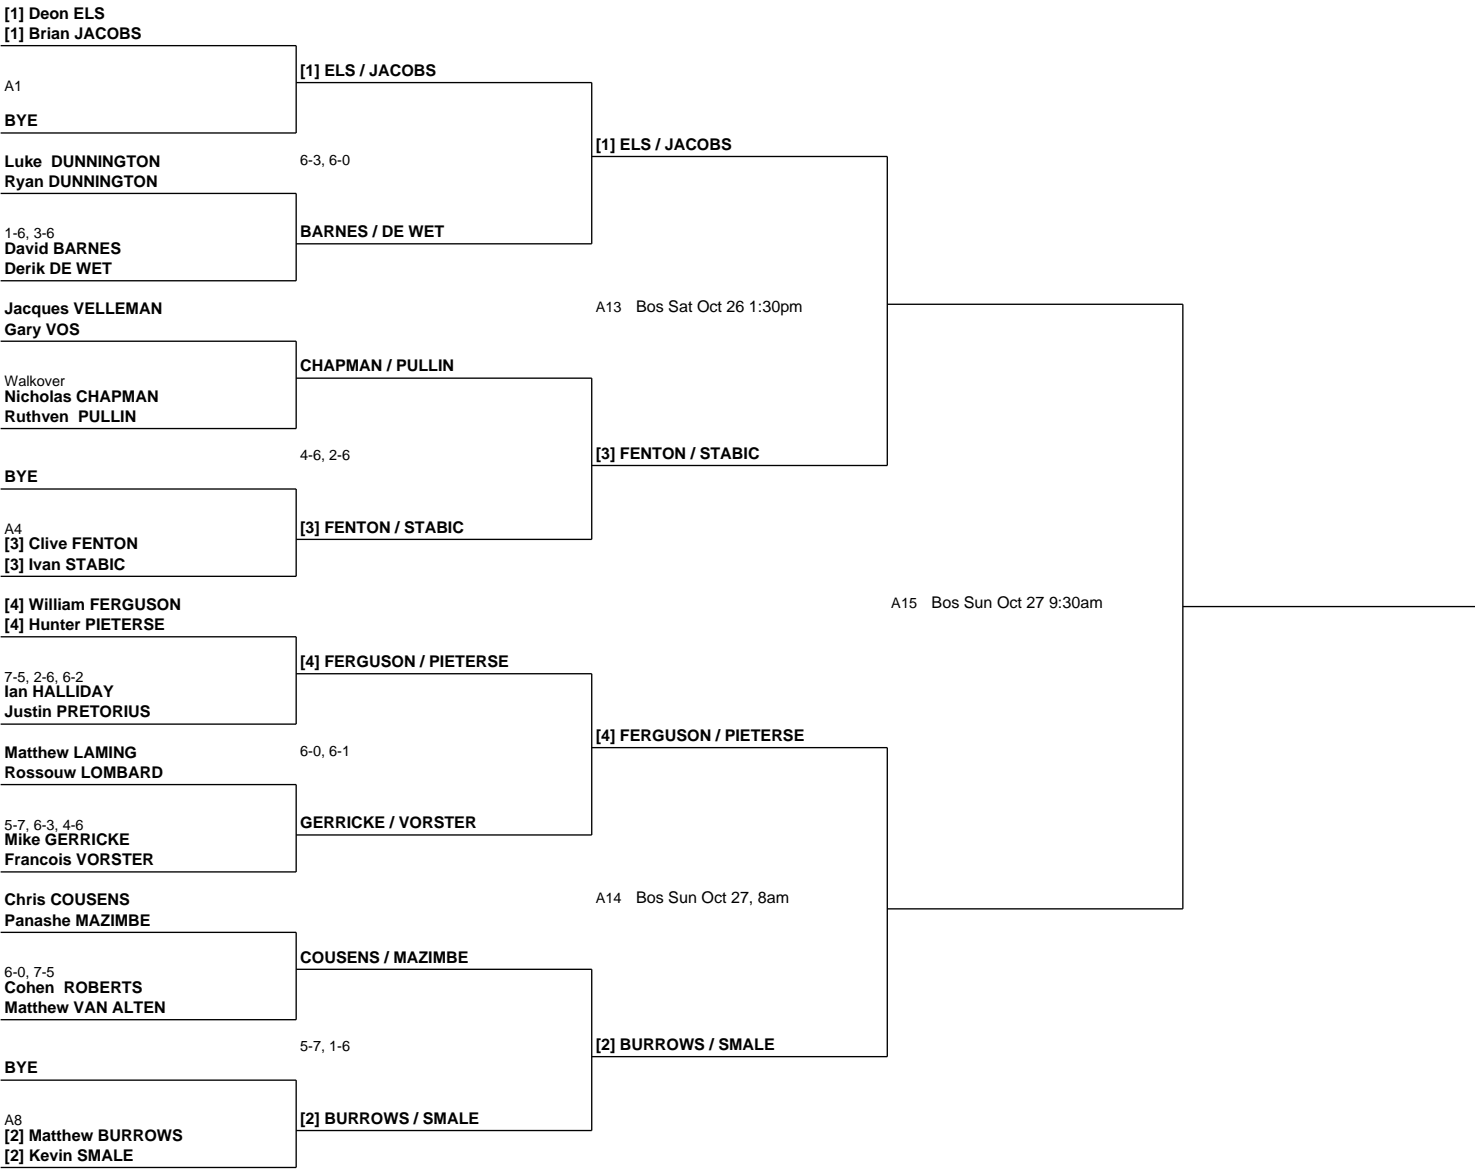 [1] Deon ELS
[1] Brian JACOBS
A1
BYE
[1] ELS / JACOBS
Luke DUNNINGTON
Ryan DUNNINGTON
1-6, 3-6
David BARNES
Derik DE WET
6-3, 6-0
BARNES / DE WET
[1] ELS / JACOBS
Jacques VELLEMAN
Gary VOS
Walkover
Nicholas CHAPMAN
Ruthven PULLIN
CHAPMAN / PULLIN
BYE
A4
[3] Clive FENTON
[3] Ivan STABIC
4-6, 2-6
[3] FENTON / STABIC
[3] FENTON / STABIC
A13 Bos Sat Oct 26 1:30pm
[4] William FERGUSON
[4] Hunter PIETERSE
7-5, 2-6, 6-2
Ian HALLIDAY
Justin PRETORIUS
[4] FERGUSON / PIETERSE
Matthew LAMING
Rossouw LOMBARD
5-7, 6-3, 4-6
Mike GERRICKE
Francois VORSTER
6-0, 6-1
GERRICKE / VORSTER
[4] FERGUSON / PIETERSE
Chris COUSENS
Panashe MAZIMBE
6-0, 7-5
Cohen ROBERTS
Matthew VAN ALTEN
COUSENS / MAZIMBE
BYE
A8
[2] Matthew BURROWS
[2] Kevin SMALE
5-7, 1-6
[2] BURROWS / SMALE
[2] BURROWS / SMALE
A14 Bos Sun Oct 27, 8am
A15 Bos Sun Oct 27 9:30am